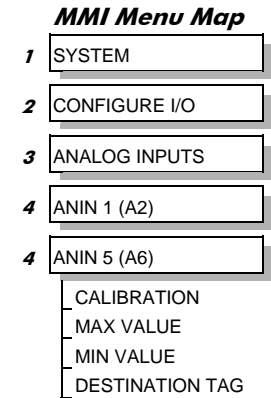 MMI Menu Map
1 SYSTEM
2 CONFIGURE I/O
3 ANALOG INPUTS
4 ANIN 1 (A2)
4 ANIN 5 (A6)
CALIBRATION
MAX VALUE
MIN VALUE
DESTINATION TAG